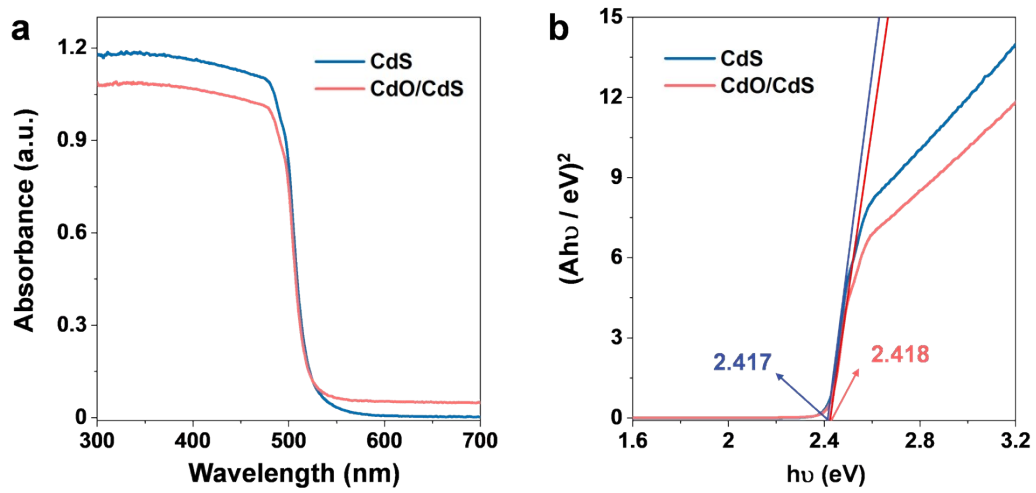 a
1.2
0.9
0.6
0.3
0
300
400
500
600
700
Absorbance (a.u.)
Wavelength (nm)
CdS
CdO/CdS
b
15
12
9
6
3
0
1.6
2
2.4
2.8
3.2
(Ahυ / eV)²
hυ (eV)
CdS
CdO/CdS
2.417
2.418